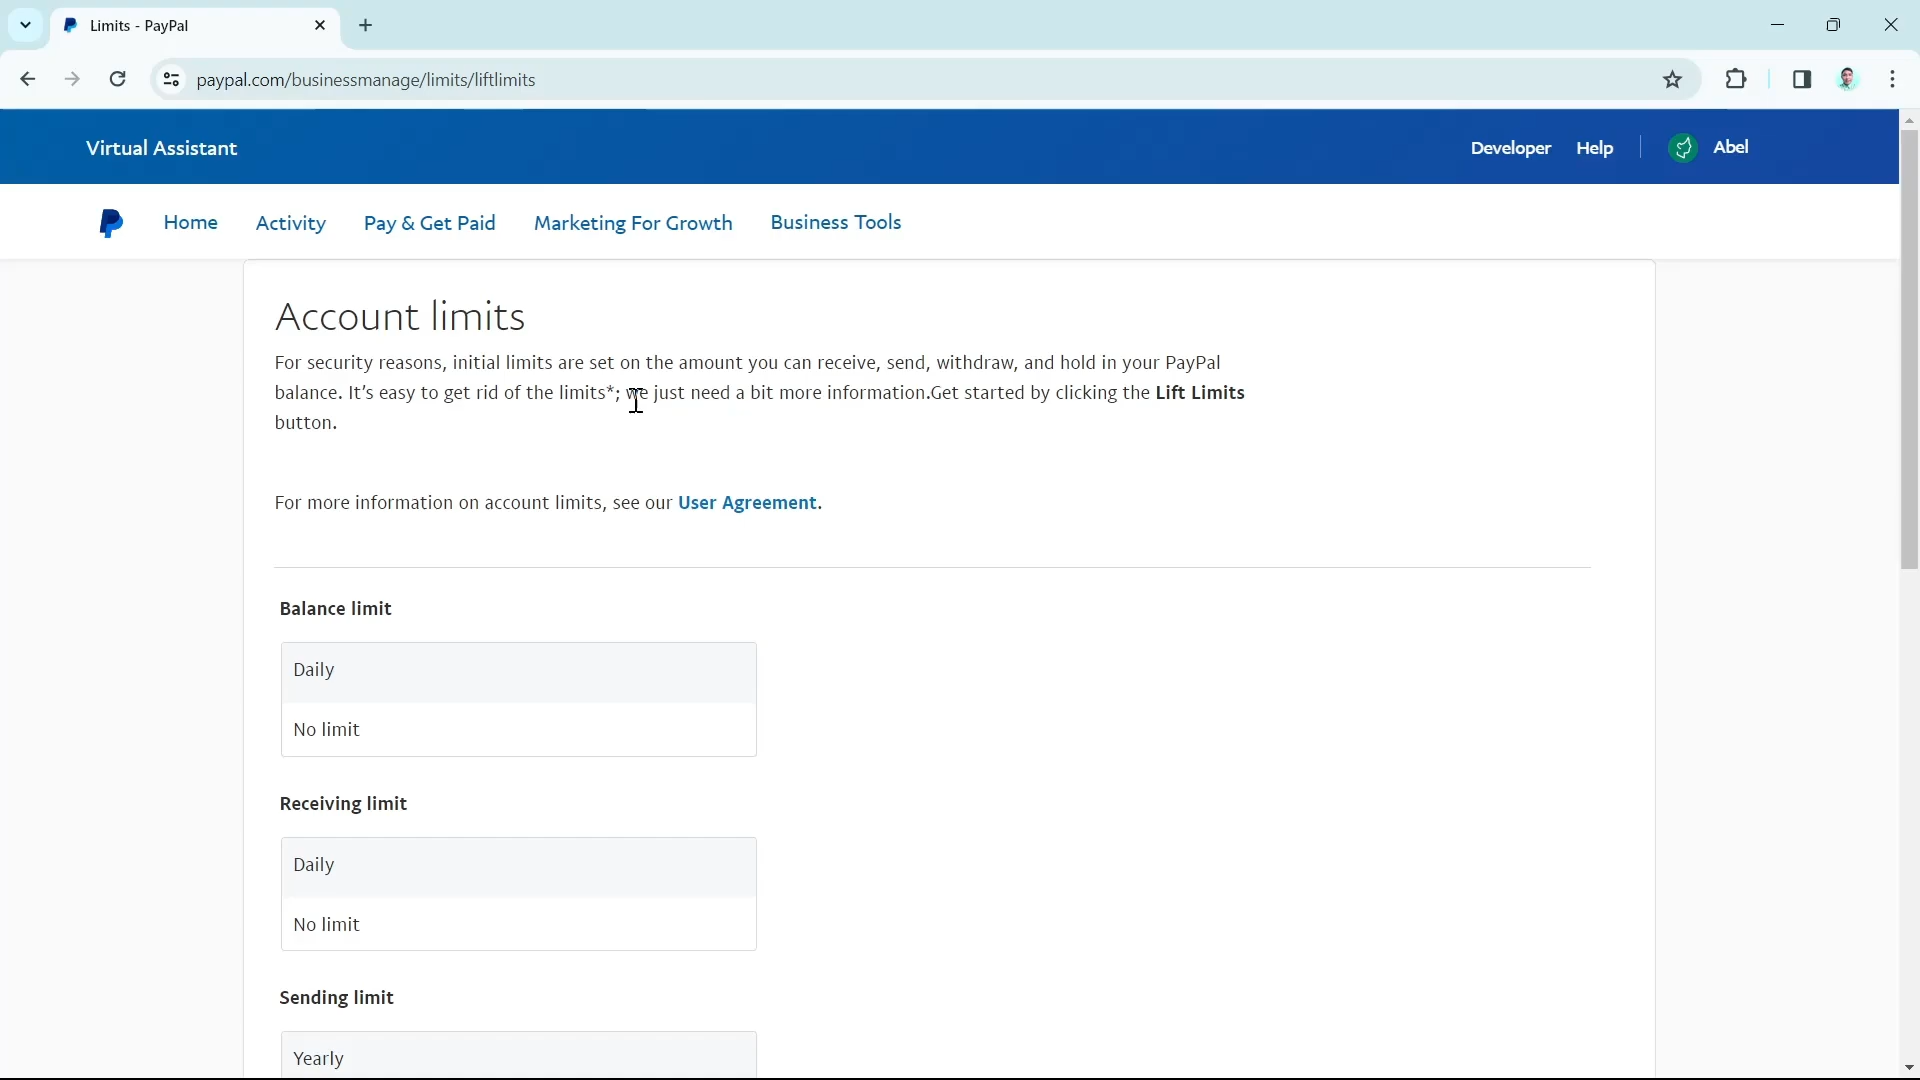 Limits - PayPal
paypal.com/businessmanage/limits/liftlimits
Virtual Assistant
Developer Help Abel
Home Activity Pay & Get Paid Marketing For Growth Business Tools
Account limits
For security reasons, initial limits are set on the amount you can receive, send, withdraw, and hold in your PayPal
balance. It's easy to get rid of the limits*; we just need a bit more information.Get started by clicking the Lift Limits
button.
For more information on account limits, see our User Agreement.
Balance limit
Daily
No limit
Receiving limit
Daily
No limit
Sending limit
Yearly